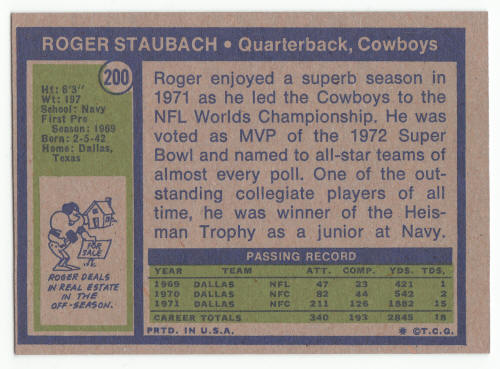 ROGER STAUBACH • Quarterback, Cowboys
200
Ht: 6'3"
Wt: 197
School: Navy
First Pro
Season: 1969
Born: 2-5-42
Home: Dallas,
Texas
Roger enjoyed a superb season in
1971 as he led the Cowboys to the
NFL Worlds Championship. He was
voted as MVP of the 1972 Super
Bowl and named to all-star teams of
almost every poll. One of the out-
standing collegiate players of all
time, he was winner of the Heis-
man Trophy as a junior at Navy.
FOR
SALE
ROGER DEALS
IN REAL ESTATE
IN THE
OFF-SEASON.
PASSING RECORD
YEAR TEAM ATT. COMP. YDS. TDS.
1969 DALLAS NFL 47 23 421 1
1970 DALLAS NFC 82 44 542 2
1971 DALLAS NFC 211 126 1882 15
CAREER TOTALS 340 193 2845 18
PRTD. IN U.S.A.
* ©T.C.G.